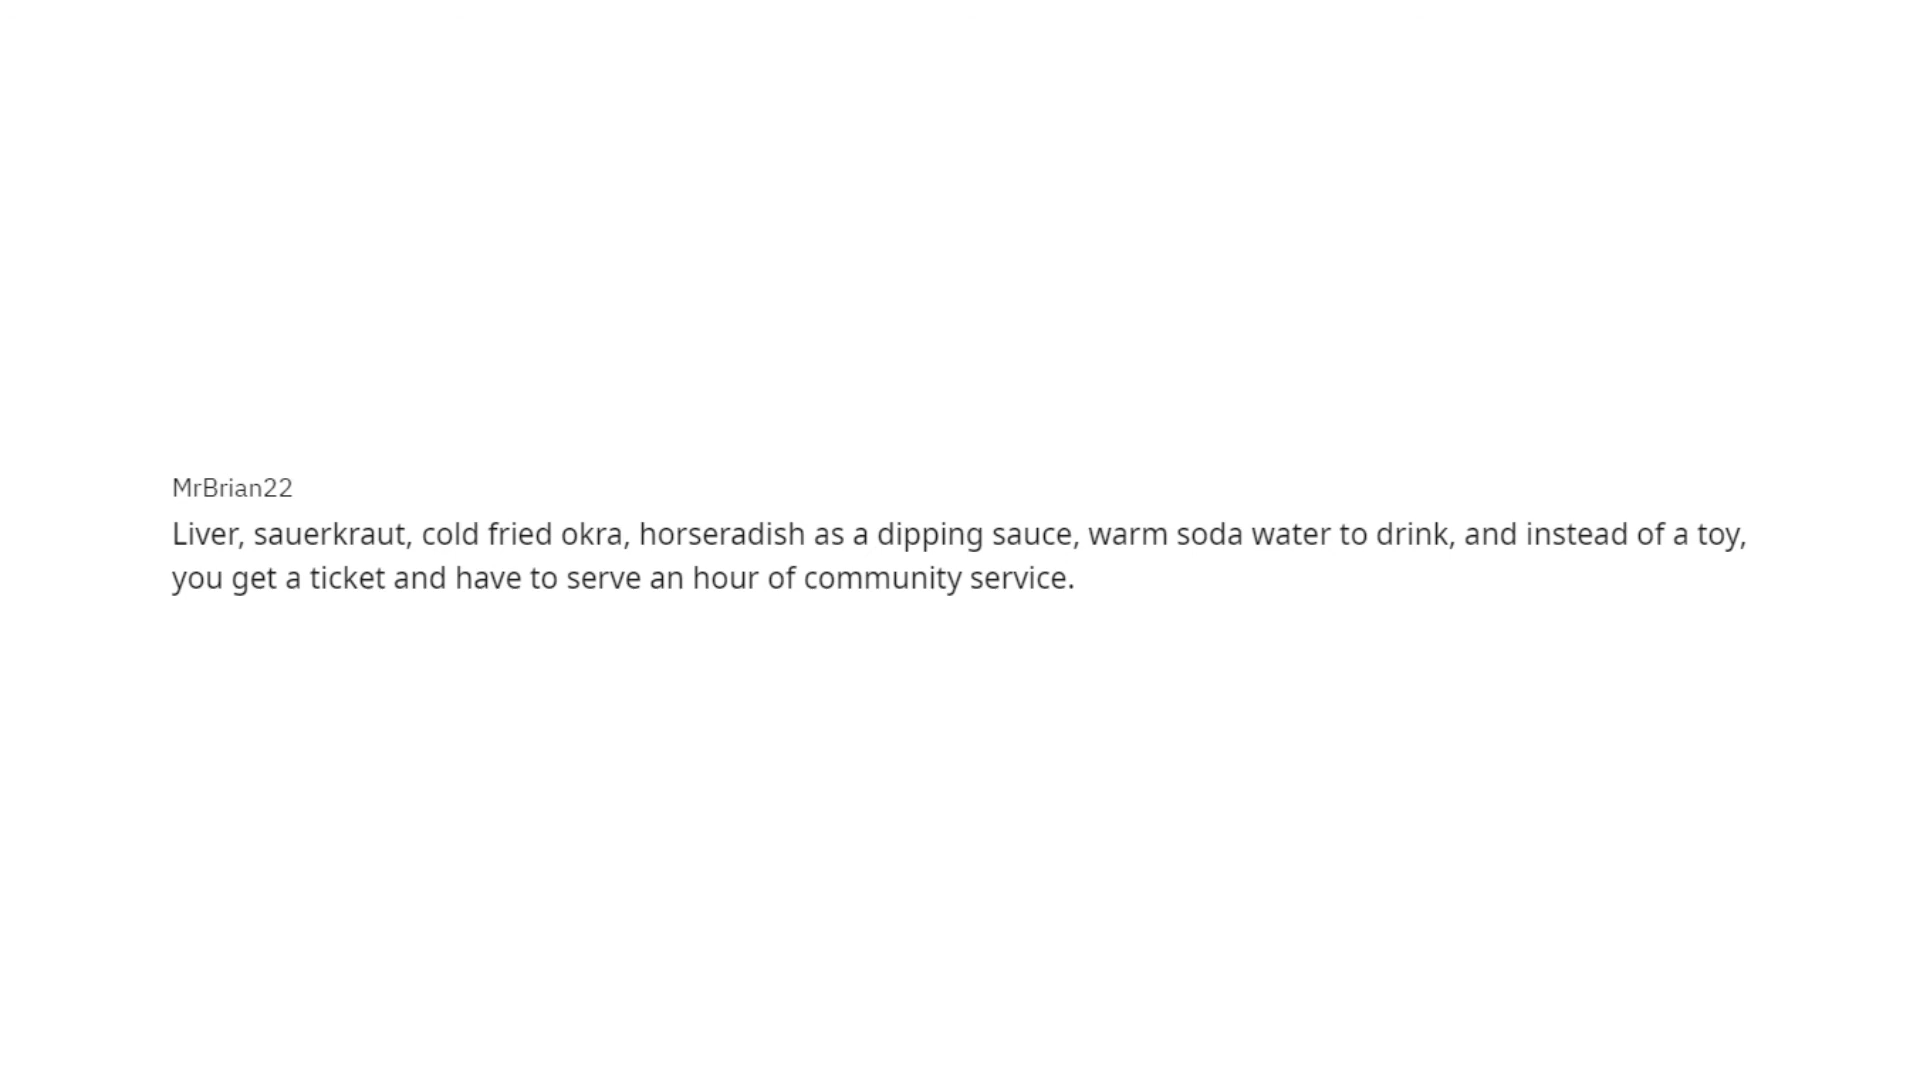 MrBrian22
Liver, sauerkraut, cold fried okra, horseradish as a dipping sauce, warm soda water to drink, and instead of a toy,
you get a ticket and have to serve an hour of community service.